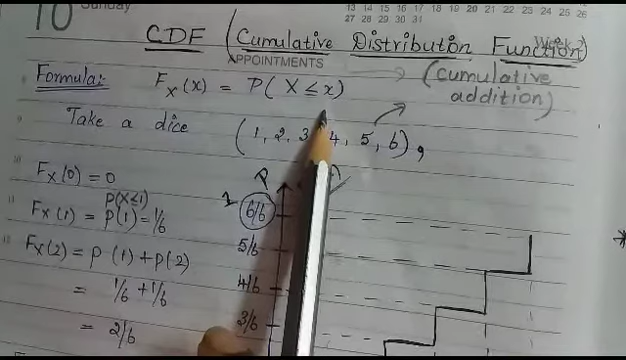 10 Sunday
13 14 15 16 17 18 19
27 28 29 30 31 20 21 22 23 24 25 26
CDF (Cumulative Distribution Function)
APPOINTMENTS
Formula: Fx(x) = P(X ≤ x) (cumulative addition)
Take a dice (1, 2, 3, 4, 5, 6),
Fx(0) = 0
P(X≤1)
Fx(1) = P(1) = 1/6
Fx(2) = P(1) + P(2)
= 1/6 + 1/6
= 2/6
P
1 6/6
5/6
4/6
3/6